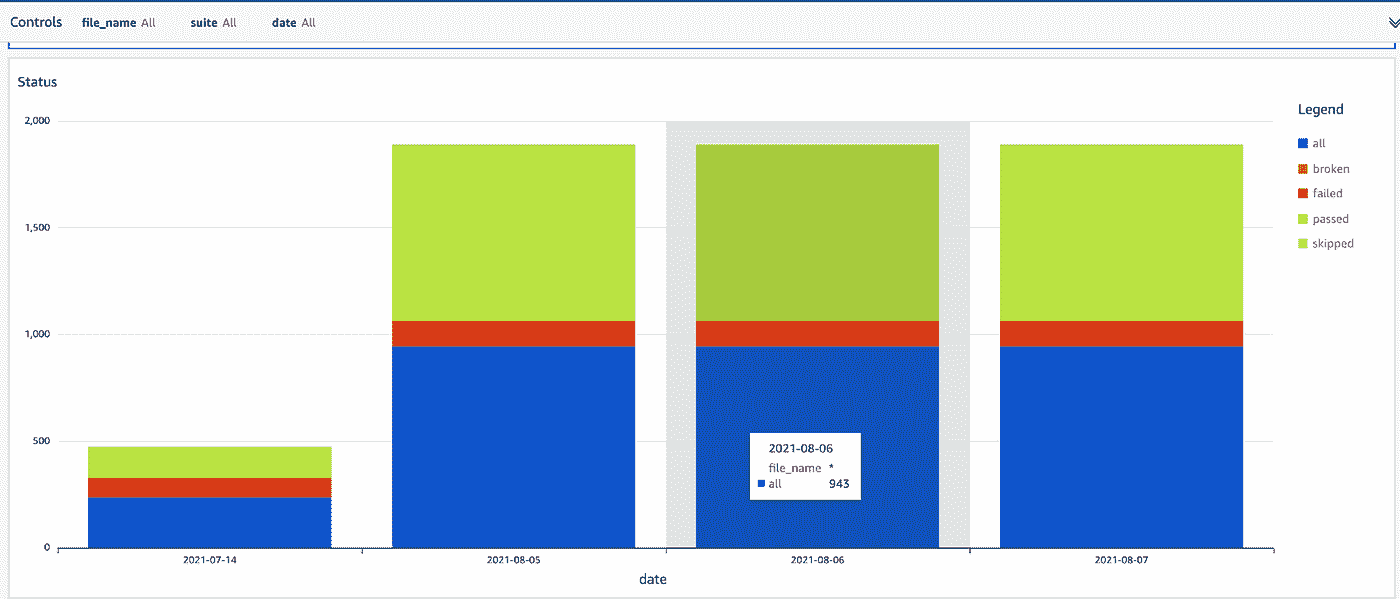 Controls file_name All suite All date All
Status
2,000
1,500
1,000
500
0
2021-08-06
file_name *
all 943
2021-07-14 2021-08-05 2021-08-06 2021-08-07
date
Legend
all
broken
failed
passed
skipped